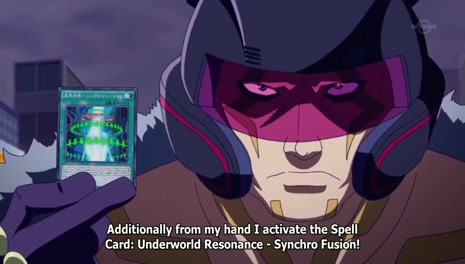 Additionally from my hand I activate the Spell
Card: Underworld Resonance - Synchro Fusion!